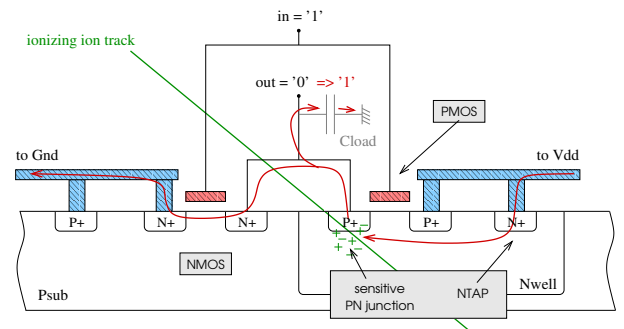 in = '1'
ionizing ion track
out = '0' => '1'
Cload
PMOS
to Gnd
to Vdd
P+
N+
N+
P+
P+
N+
NMOS
Psub
sensitive
PN junction
NTAP
Nwell